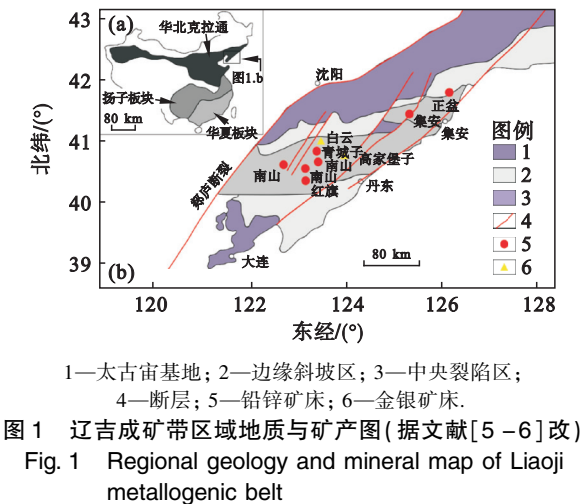 43
42
41
40
39
北纬/(°)
(a)
华北克拉通
图1.b
扬子板块
华夏板块
80 km
沈阳
正盆
集安
集安
白云
青城子
南山
高家堡子
南山
南山
红旗
丹东
郯庐断裂
大连
80 km
(b)
图例
1
2
3
4
5
6
120 122 124 126 128
东经/(°)
1—太古宙基地; 2—边缘斜坡区; 3—中央裂陷区;
4—断层; 5—铅锌矿床; 6—金银矿床.
图 1 辽吉成矿带区域地质与矿产图(据文献[5-6]改)
Fig. 1 Regional geology and mineral map of Liaoji
metallogenic belt